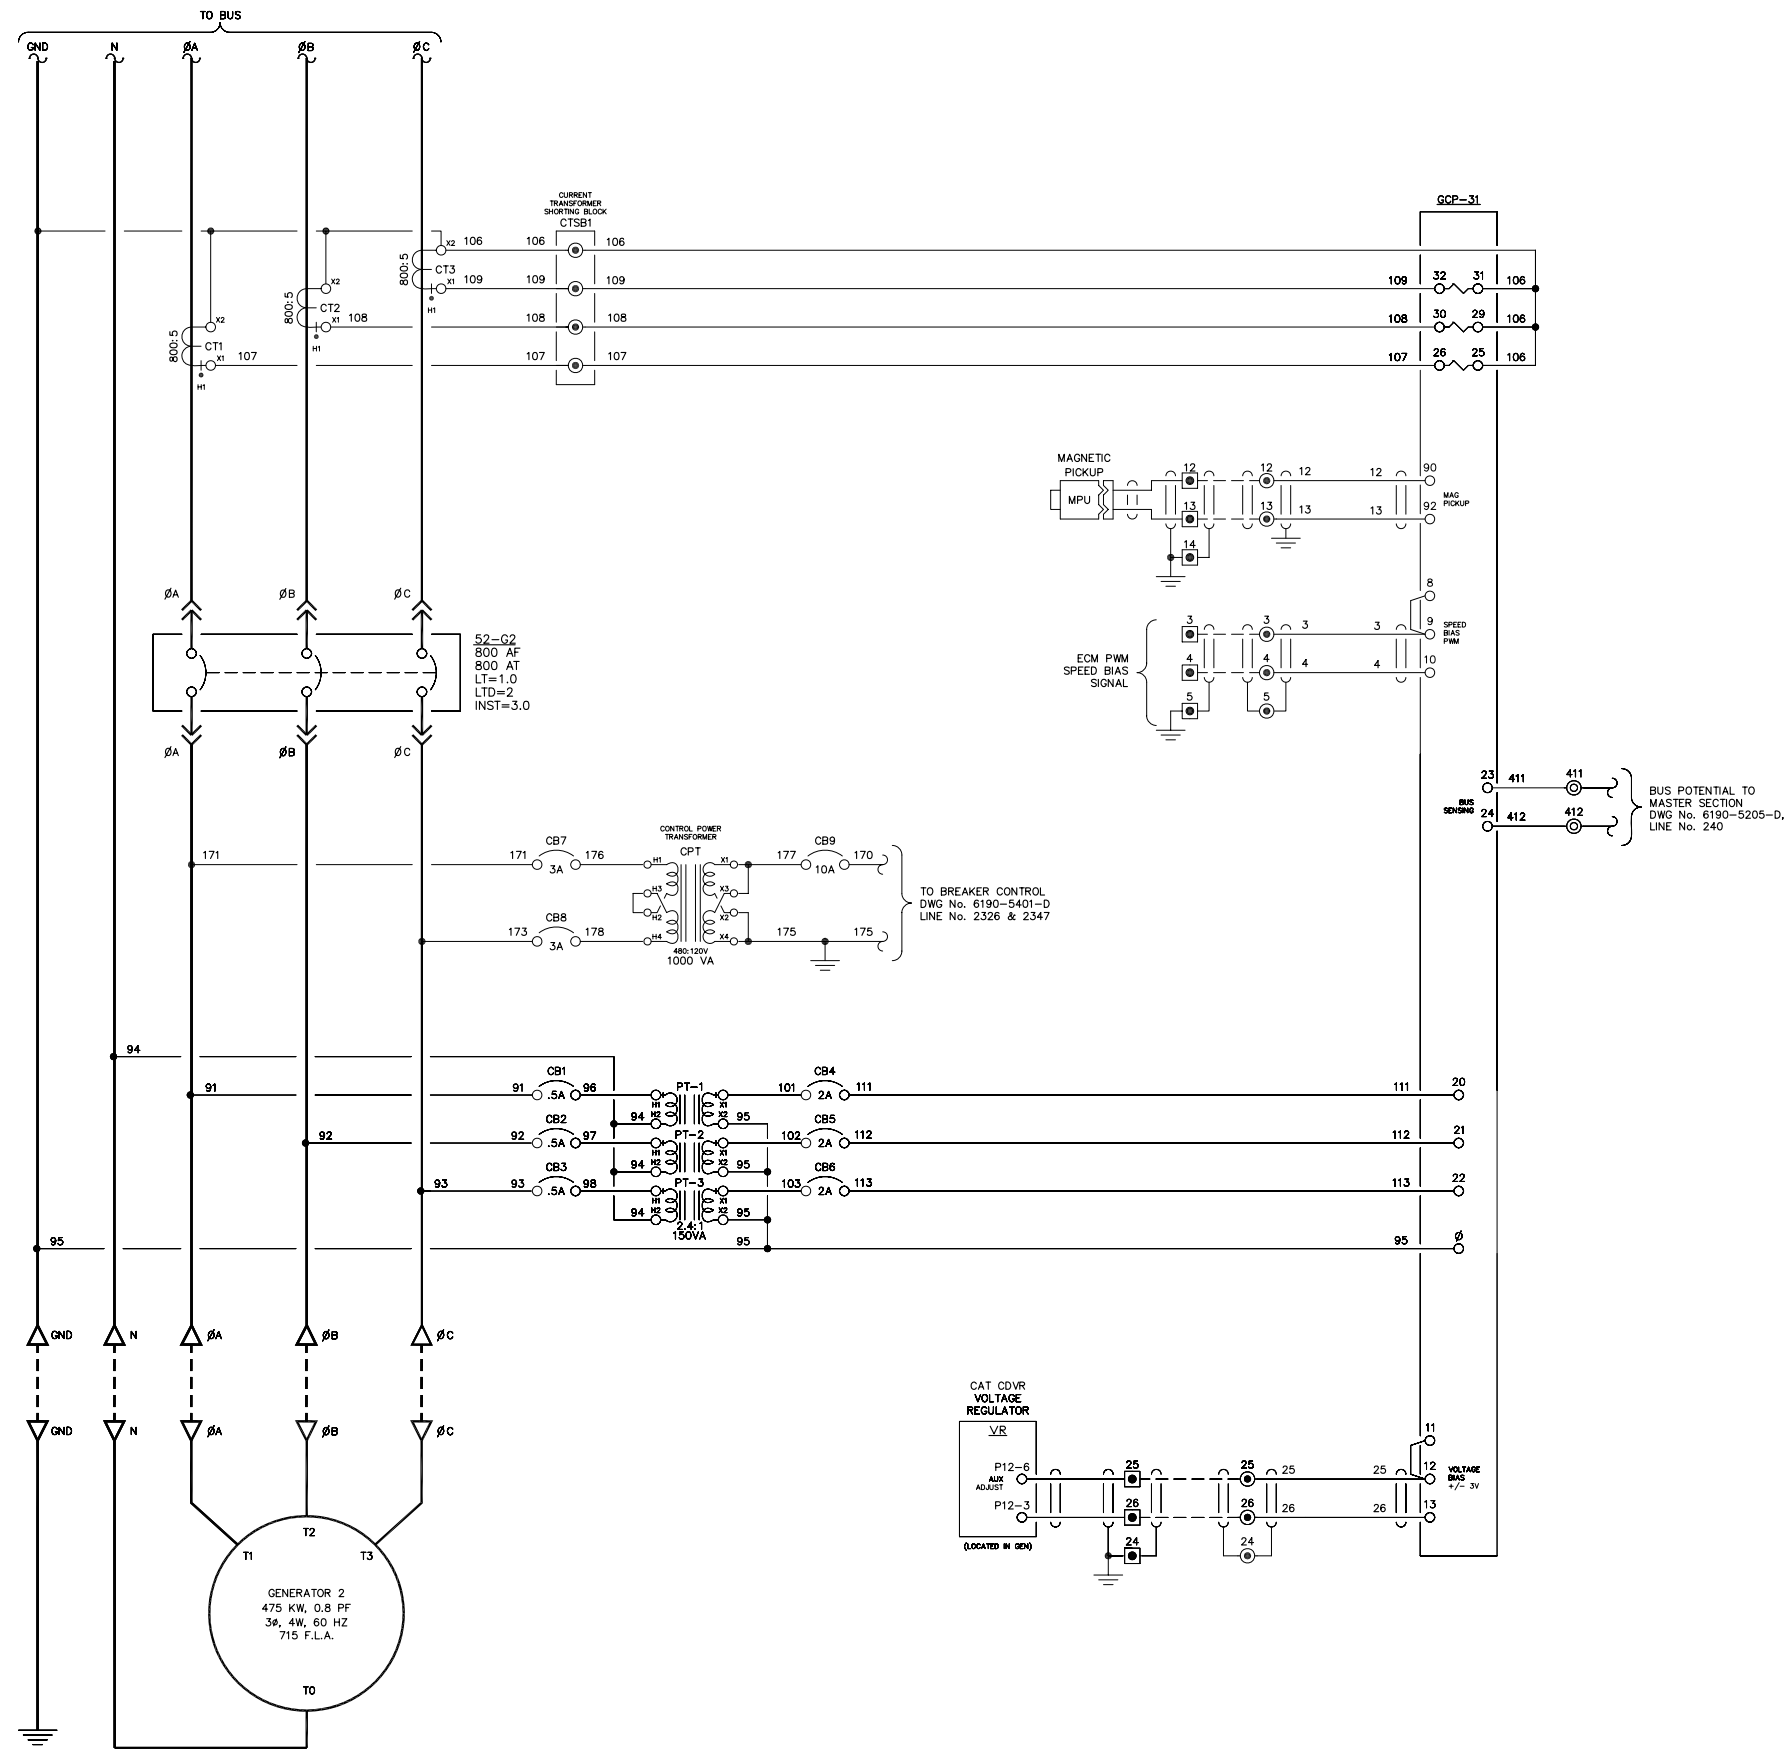 TO BUS
GND N ØA ØB ØC
CURRENT
TRANSFORMER
SHORTING BLOCK
CTSB1
GCP-31
X2 106 106 106
800:5 CT3
X1 109 109 109 109 32 31 106
H1
X2
800:5 CT2
X1 108 108 108 108 30 29 106
H1
X2
800:5 CT1
X1 107 107 107 107 26 25 106
H1
MAGNETIC
PICKUP
MPU
12 12 12 12 90
MAG
PICKUP
13 13 13 13 92
14
ØA ØB ØC
52-G2
800 AF
800 AT
LT=1.0
LTD=2
INST=3.0
ØA ØB ØC
8
ECM PWM
SPEED BIAS
SIGNAL
3 3 3 3 9
SPEED
BIAS
PWM
4 4 4 4 10
5 5
23 411 411
BUS
SENSING
24 412 412
BUS POTENTIAL TO
MASTER SECTION
DWG No. 6190-5205-D,
LINE No. 240
CONTROL POWER
TRANSFORMER
CPT
171 171 CB7 176 H1 X1 177 CB9 170
3A 10A
H3 X3
H2 X2
173 CB8 178 H4 X4 175 175
3A
480:120V
1000 VA
TO BREAKER CONTROL
DWG No. 6190-5401-D
LINE No. 2326 & 2347
94
91 91 CB1 96 PT-1 101 CB4 111 111 20
.5A H1 X1 2A
94 H2 X2 95
92 92 CB2 97 PT-2 102 CB5 112 112 21
.5A H1 X1 2A
94 H2 X2 95
93 93 CB3 98 PT-3 103 CB6 113 113 22
.5A H1 X1 2A
94 H2 X2 95
2.4:1
150VA
95 95 95 Ø
GND N ØA ØB ØC
GND N ØA ØB ØC
CAT CDVR
VOLTAGE
REGULATOR
VR
P12-6
AUX
ADJUST
P12-3
(LOCATED IN GEN)
11
25 25 25 25 12
VOLTAGE
BIAS
+/- 3V
26 26 26 26 13
24 24
T2
T1 T3
GENERATOR 2
475 KW, 0.8 PF
3ø, 4W, 60 HZ
715 F.L.A.
T0